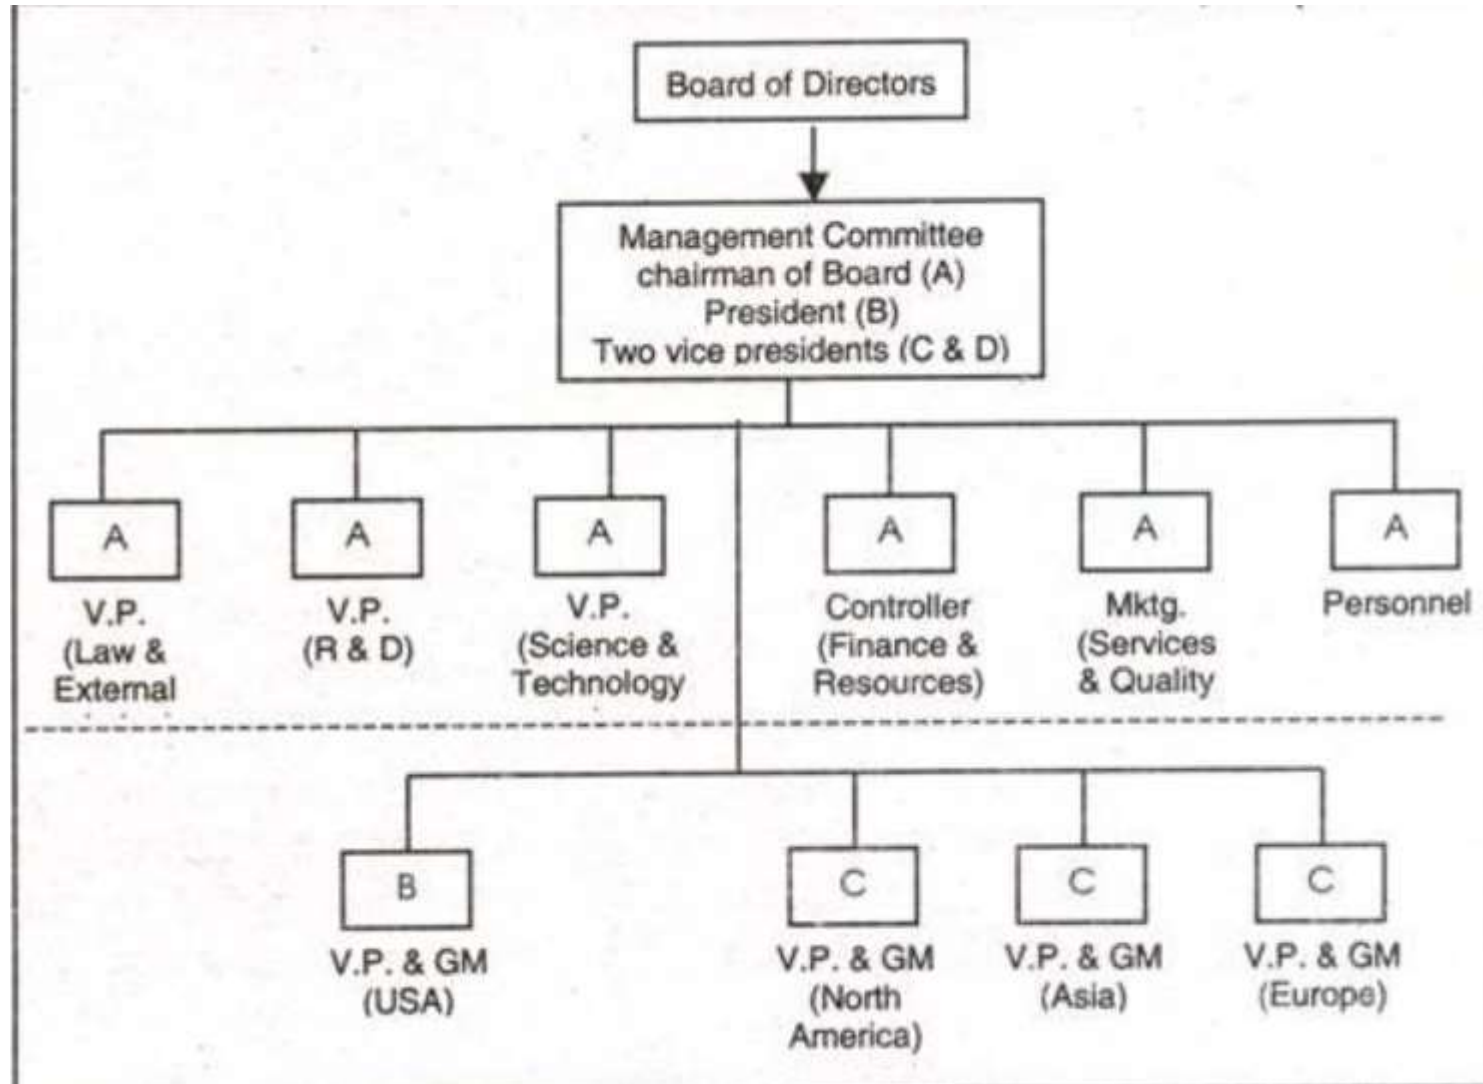 Board of Directors
Management Committee
chairman of Board (A)
President (B)
Two vice presidents (C & D)
A
A
A
A
A
A
V.P.
(Law &
External
V.P.
(R & D)
V.P.
(Science &
Technology
Controller
(Finance &
Resources)
Mktg.
(Services
& Quality
Personnel
B
C
C
C
V.P. & GM
(USA)
V.P. & GM
(North
America)
V.P. & GM
(Asia)
V.P. & GM
(Europe)